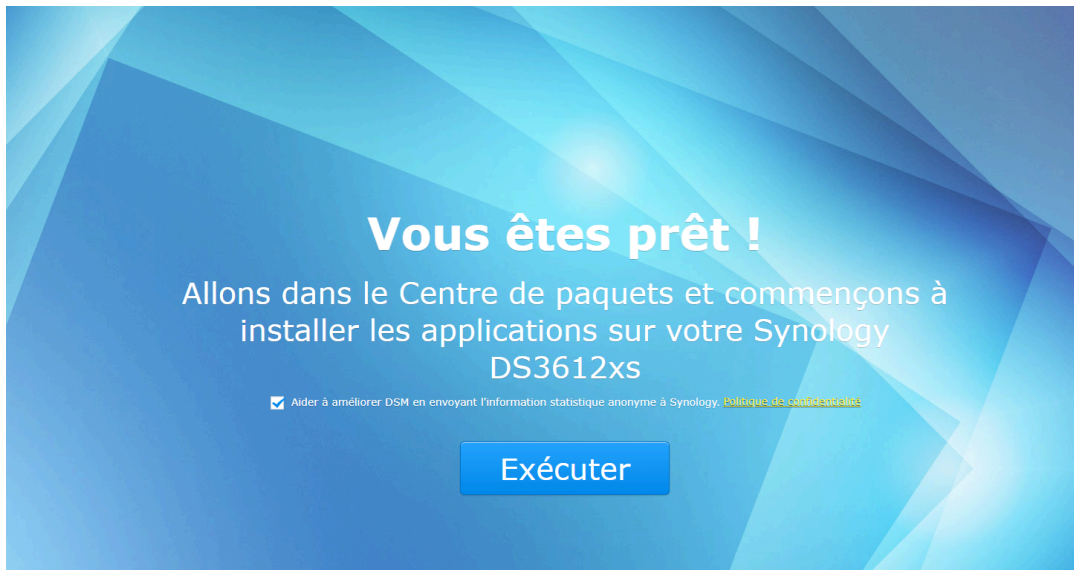 Vous êtes prêt !
Allons dans le Centre de paquets et commençons à
installer les applications sur votre Synology
DS3612xs
Aider à améliorer DSM en envoyant l'information statistique anonyme à Synology. Politique de confidentialité
Exécuter